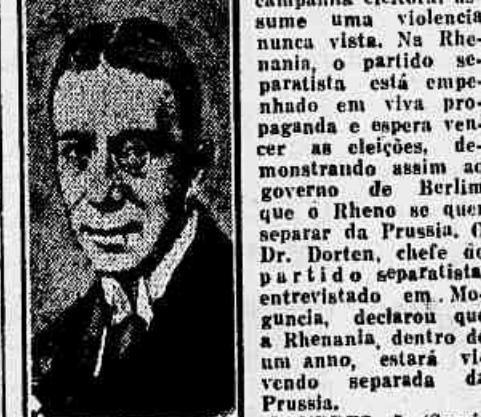 campanha eleitoral as-
sume uma violencia
nunca vista. Na Rhe-
nania, o partido se-
paratista está empe-
nhado em viva pro-
paganda e espera ven-
cer as eleições, de-
monstrando assim ao
governo de Berlim
que o Rheno se quer
separar da Prussia. O
Dr. Dorten, chefe do
partido separatista
entrevistado em Mo-
guncia, declarou que
a Rhenania, dentro de
um anno, estará vi-
vendo separada da
Prussia.